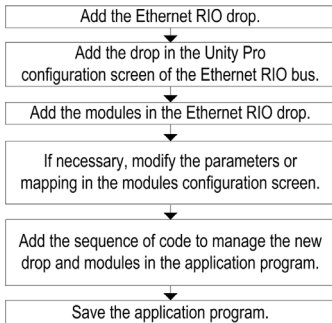 Add the Ethernet RIO drop.
Add the drop in the Unity Pro
configuration screen of the Ethernet RIO bus.
Add the modules in the Ethernet RIO drop.
If necessary, modify the parameters or
mapping in the modules configuration screen.
Add the sequence of code to manage the new
drop and modules in the application program.
Save the application program.